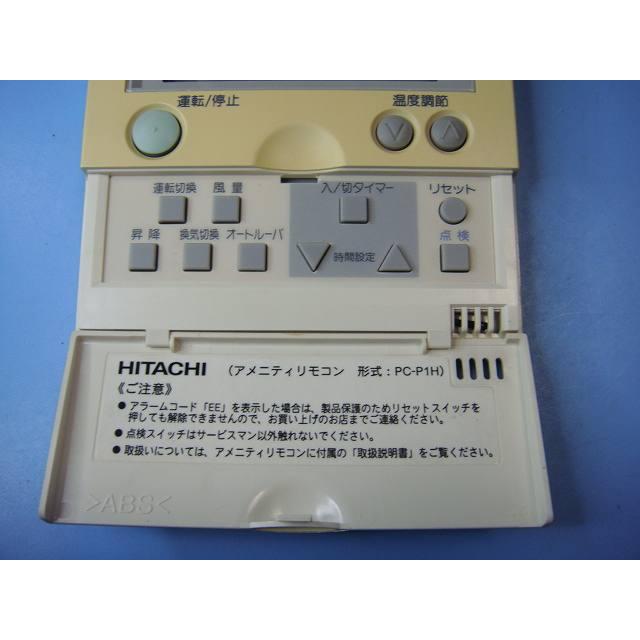 運転/停止 温度調節
運転切換 風量 入/切タイマー リセット
昇降 換気切換 オートルーバ 時間設定 点検
HITACHI (アメニティリモコン 形式：PC-P1H)
《ご注意》
● アラームコード「EE」を表示した場合は、製品保護のためリセットスイッチを
押しても解除できませんので、お買い上げのお店までご連絡ください。
● 点検スイッチはサービスマン以外触れないでください。
● 取扱いについては、アメニティリモコンに付属の「取扱説明書」をご覧ください。
>ABS<